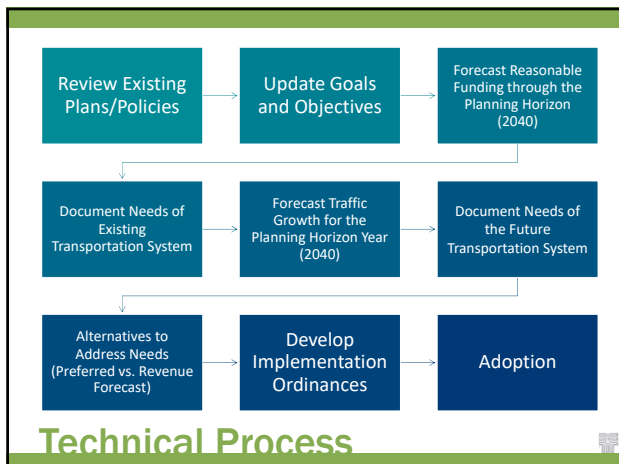 Review Existing
Plans/Policies
Update Goals
and Objectives
Forecast Reasonable
Funding through the
Planning Horizon
(2040)
Document Needs of
Existing
Transportation System
Forecast Traffic
Growth for the
Planning Horizon Year
(2040)
Document Needs of
the Future
Transportation System
Alternatives to
Address Needs
(Preferred vs. Revenue
Forecast)
Develop
Implementation
Ordinances
Adoption
Technical Process